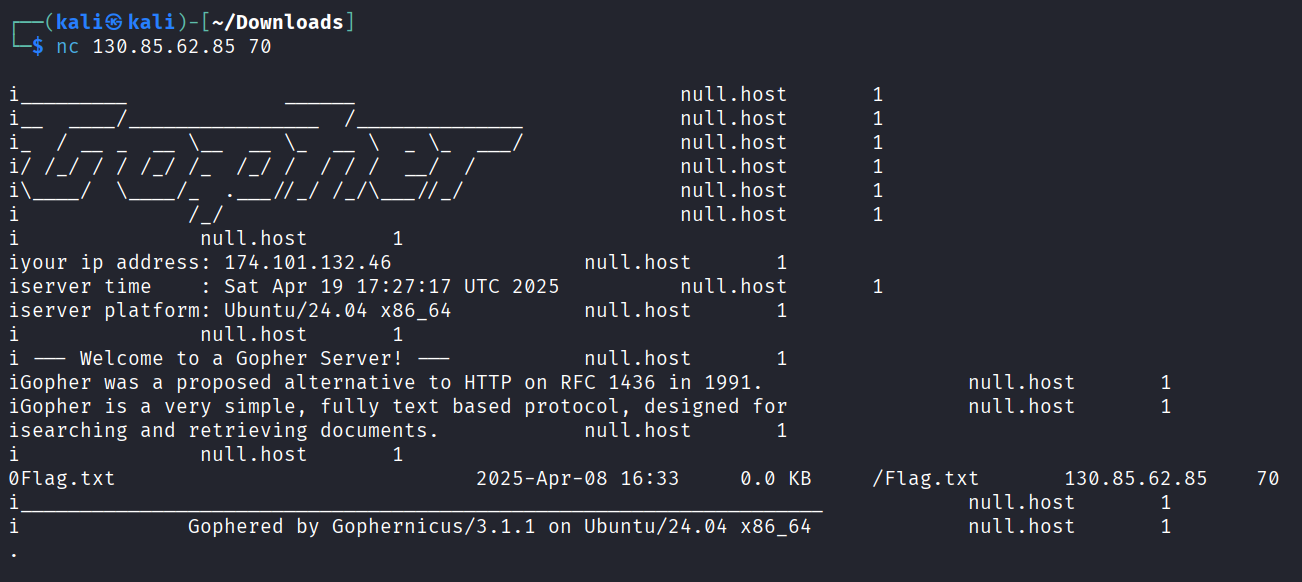 ┌──(kali㉿kali)-[~/Downloads]
└─$ nc 130.85.62.85 70

i_________             ______                           null.host       1
i__  ____/________________  /______________             null.host       1
i_  / __ _  __ \__  __ \_  __ \  _ \_  ___/             null.host       1
i/ /_/ / / /_/ /_  /_/ /  / / /  __/  /                 null.host       1
i\____/  \____/_  .___//_/ /_/\___//_/                  null.host       1
i              /_/                                      null.host       1
i               null.host       1
iyour ip address: 174.101.132.46                null.host       1
iserver time    : Sat Apr 19 17:27:17 UTC 2025          null.host       1
iserver platform: Ubuntu/24.04 x86_64           null.host       1
i               null.host       1
i --- Welcome to a Gopher Server! ---           null.host       1
iGopher was a proposed alternative to HTTP on RFC 1436 in 1991.                 null.host       1
iGopher is a very simple, fully text based protocol, designed for               null.host       1
isearching and retrieving documents.            null.host       1
i               null.host       1
0Flag.txt                              2025-Apr-08 16:33     0.0 KB     /Flag.txt       130.85.62.85    70
i___________________________________________________________________            null.host       1
i              Gophered by Gophernicus/3.1.1 on Ubuntu/24.04 x86_64             null.host       1
.